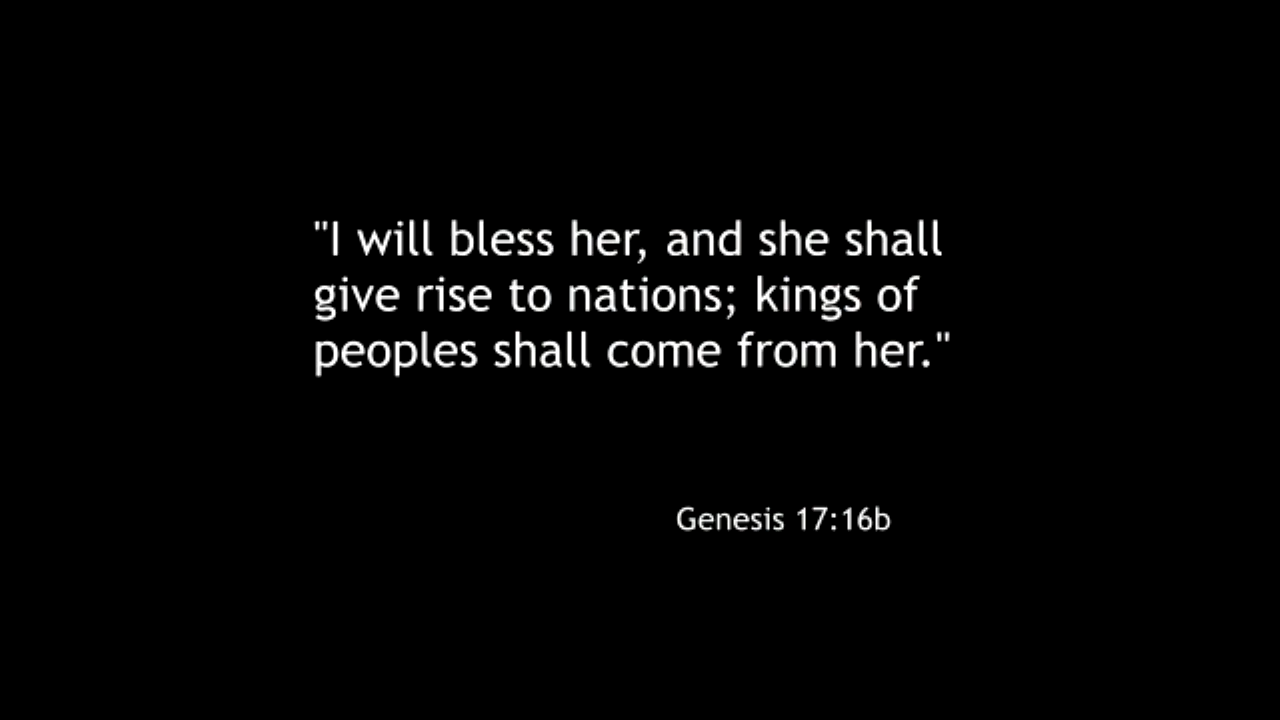 "I will bless her, and she shall
give rise to nations; kings of
peoples shall come from her."
Genesis 17:16b